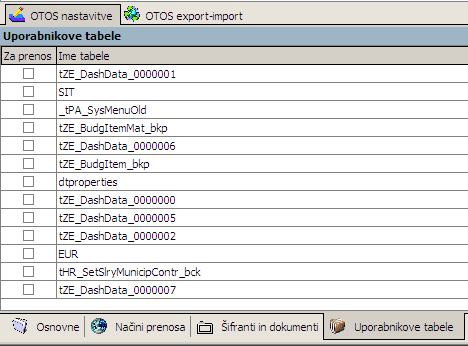 OTOS nastavitve OTOS export-import
Uporabnikove tabele
Za prenos Ime tabele
tZE_DashData_0000001
SIT
_tPA_SysMenuOld
tZE_BudgItemMat_bkp
tZE_DashData_0000006
tZE_BudgItem_bkp
dtproperties
tZE_DashData_0000000
tZE_DashData_0000005
tZE_DashData_0000002
EUR
tHR_SetSlryMunicipContr_bck
tZE_DashData_0000007
Osnovne Načini prenosa Šifranti in dokumenti Uporabnikove tabele